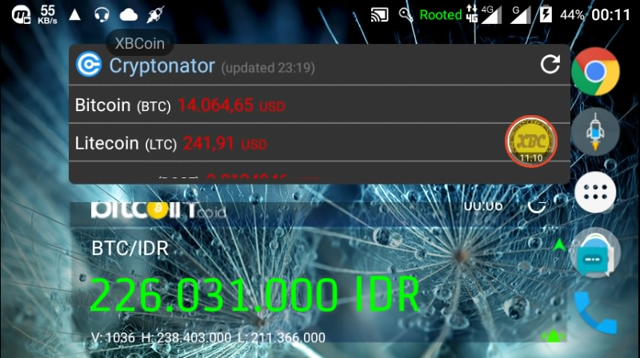 55 KB/s
Rooted 4G 4G G 44% 00:11
XBCoin
Cryptonator (updated 23:19)
Bitcoin (BTC) 14.064,65 USD
Litecoin (LTC) 241,91 USD
XBC
11:10
bitcoin.co.id 00:06
BTC/IDR
226.031.000 IDR
V: 1036 H: 238.403.000 L: 211.366.000